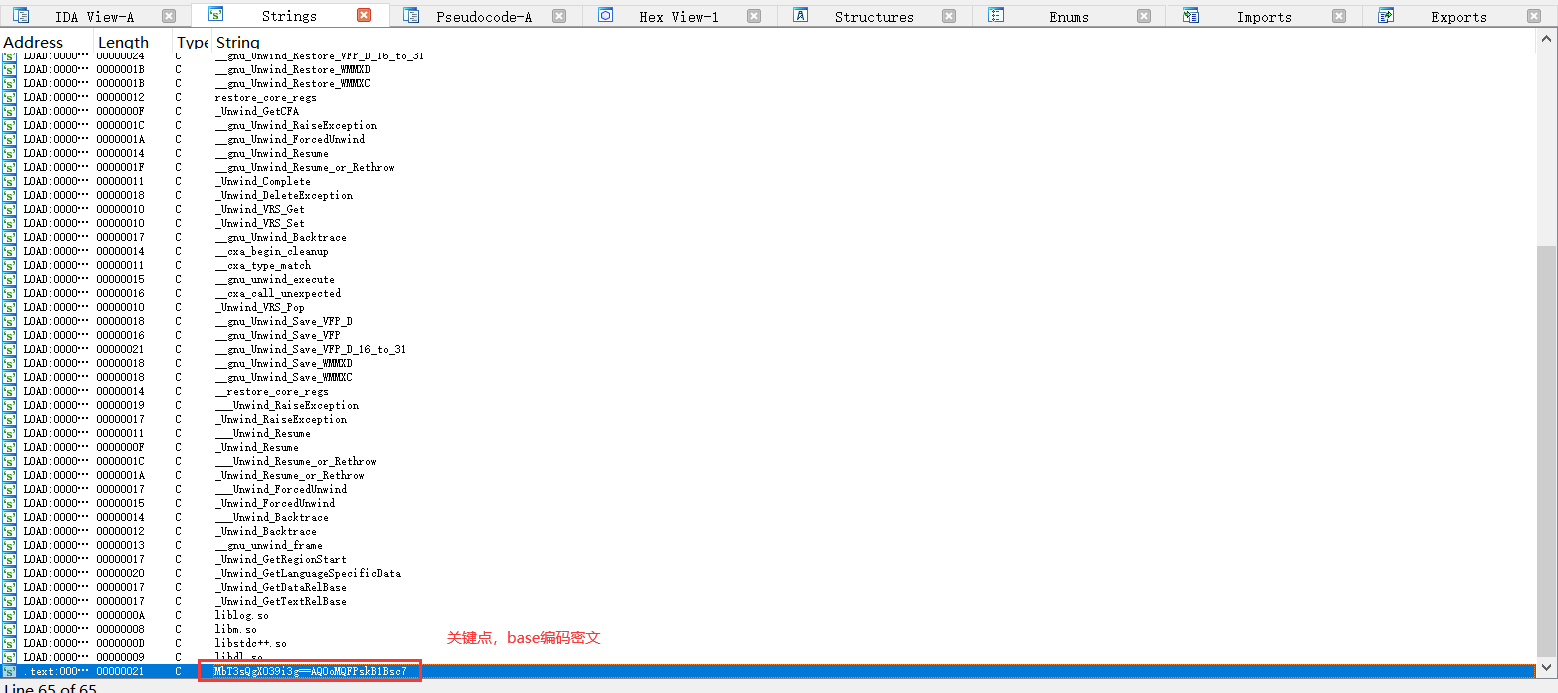 IDA View-A Strings Pseudocode-A Hex View-1 Structures Enums Imports Exports
Address Length Type String
LOAD:0000··· 00000024 C __gnu_Unwind_Restore_VFP_D_16_to_31
LOAD:0000··· 0000001B C __gnu_Unwind_Restore_WMMXD
LOAD:0000··· 0000001B C __gnu_Unwind_Restore_WMMXC
LOAD:0000··· 00000012 C restore_core_regs
LOAD:0000··· 0000000F C _Unwind_GetCFA
LOAD:0000··· 0000001C C __gnu_Unwind_RaiseException
LOAD:0000··· 0000001A C __gnu_Unwind_ForcedUnwind
LOAD:0000··· 00000014 C __gnu_Unwind_Resume
LOAD:0000··· 0000001F C __gnu_Unwind_Resume_or_Rethrow
LOAD:0000··· 00000011 C _Unwind_Complete
LOAD:0000··· 00000018 C _Unwind_DeleteException
LOAD:0000··· 00000010 C _Unwind_VRS_Get
LOAD:0000··· 00000010 C _Unwind_VRS_Set
LOAD:0000··· 00000017 C __gnu_Unwind_Backtrace
LOAD:0000··· 00000014 C __cxa_begin_cleanup
LOAD:0000··· 00000011 C __cxa_type_match
LOAD:0000··· 00000015 C __gnu_unwind_execute
LOAD:0000··· 00000016 C __cxa_call_unexpected
LOAD:0000··· 00000010 C _Unwind_VRS_Pop
LOAD:0000··· 00000018 C __gnu_Unwind_Save_VFP_D
LOAD:0000··· 00000016 C __gnu_Unwind_Save_VFP
LOAD:0000··· 00000021 C __gnu_Unwind_Save_VFP_D_16_to_31
LOAD:0000··· 00000018 C __gnu_Unwind_Save_WMMXD
LOAD:0000··· 00000018 C __gnu_Unwind_Save_WMMXC
LOAD:0000··· 00000014 C __restore_core_regs
LOAD:0000··· 00000019 C ___Unwind_RaiseException
LOAD:0000··· 00000017 C _Unwind_RaiseException
LOAD:0000··· 00000011 C ___Unwind_Resume
LOAD:0000··· 0000000F C _Unwind_Resume
LOAD:0000··· 0000001C C ___Unwind_Resume_or_Rethrow
LOAD:0000··· 0000001A C _Unwind_Resume_or_Rethrow
LOAD:0000··· 00000017 C ___Unwind_ForcedUnwind
LOAD:0000··· 00000015 C _Unwind_ForcedUnwind
LOAD:0000··· 00000014 C ___Unwind_Backtrace
LOAD:0000··· 00000012 C _Unwind_Backtrace
LOAD:0000··· 00000013 C __gnu_unwind_frame
LOAD:0000··· 00000017 C _Unwind_GetRegionStart
LOAD:0000··· 00000020 C _Unwind_GetLanguageSpecificData
LOAD:0000··· 00000017 C _Unwind_GetDataRelBase
LOAD:0000··· 00000017 C _Unwind_GetTextRelBase
LOAD:0000··· 0000000A C liblog.so
LOAD:0000··· 00000008 C libm.so
关键点，base编码密文
LOAD:0000··· 0000000D C libstdc++.so
LOAD:0000··· 00000009 C libdl.so
.text:000··· 00000021 C MbT3sQgX039i3g==AQOoMQFPskB1Bsc7
Line 65 of 65